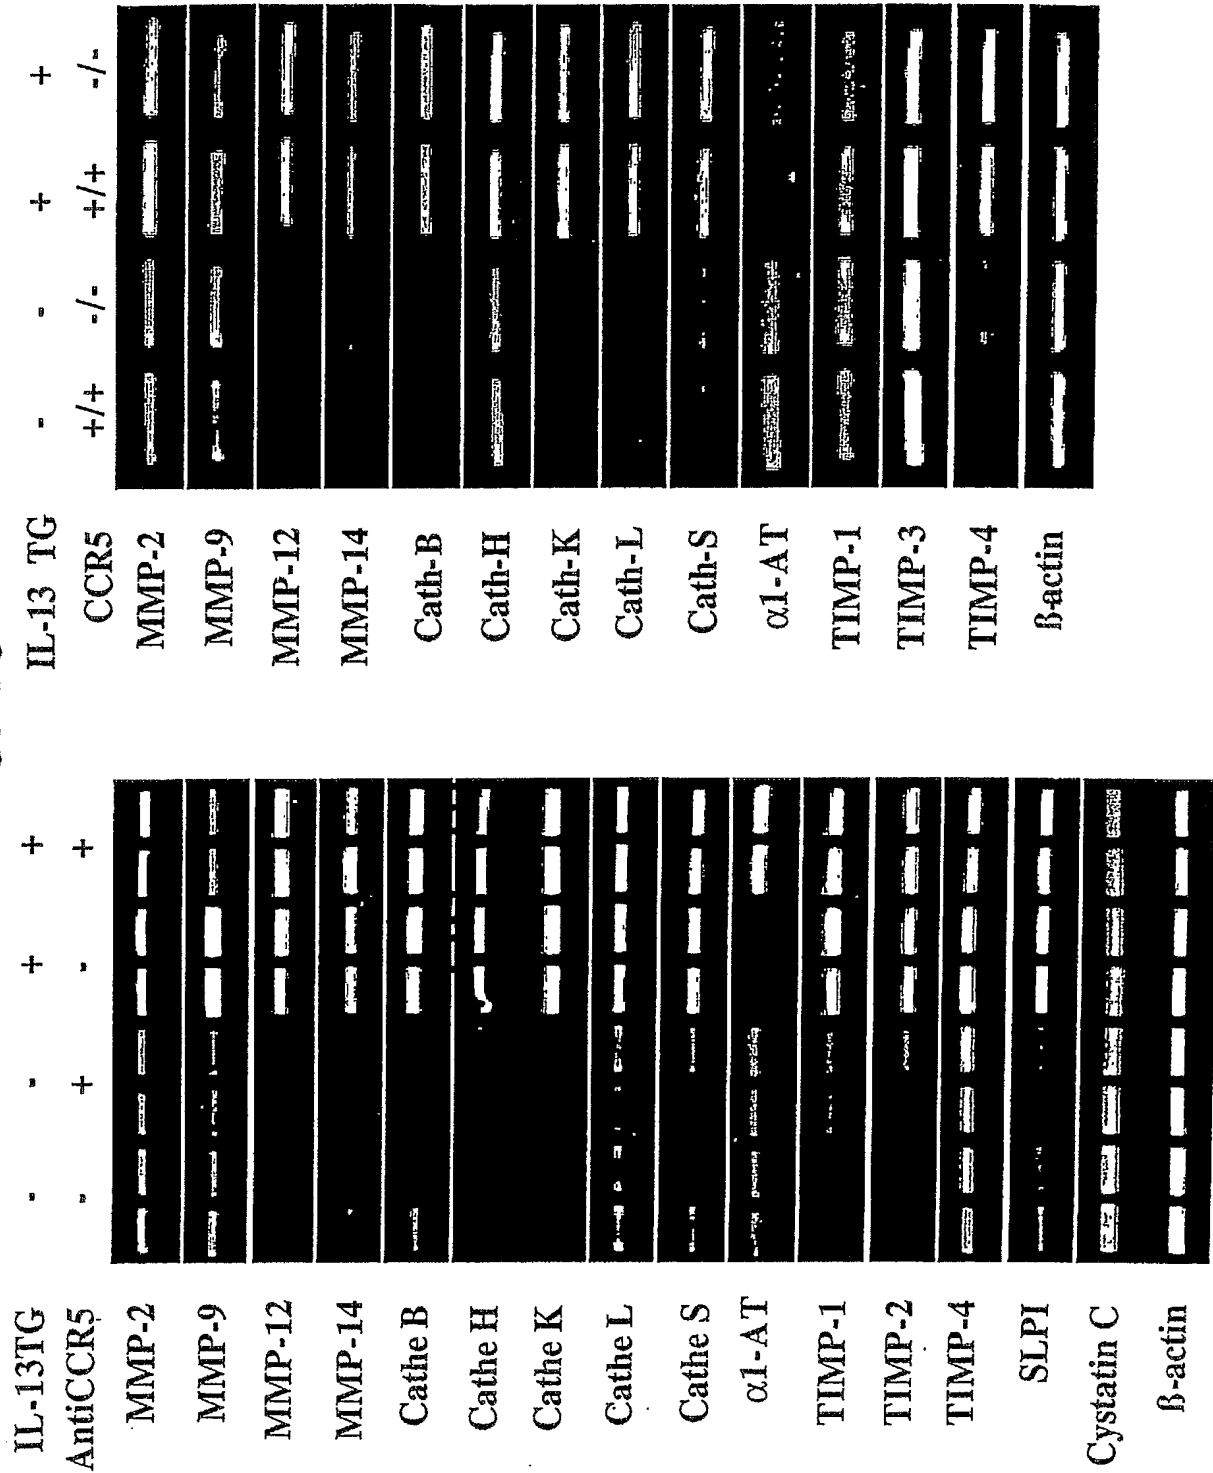 IL-13TG - - + +
AntiCCR5 - + - +
MMP-2
MMP-9
MMP-12
MMP-14
Cathe B
Cathe H
Cathe K
Cathe L
Cathe S
α1-AT
TIMP-1
TIMP-2
TIMP-4
SLPI
Cystatin C
ß-actin
IL-13 TG - - + +
CCR5 +/+ -/- +/+ -/-
MMP-2
MMP-9
MMP-12
MMP-14
Cath-B
Cath-H
Cath-K
Cath-L
Cath-S
α1-AT
TIMP-1
TIMP-3
TIMP-4
ß-actin